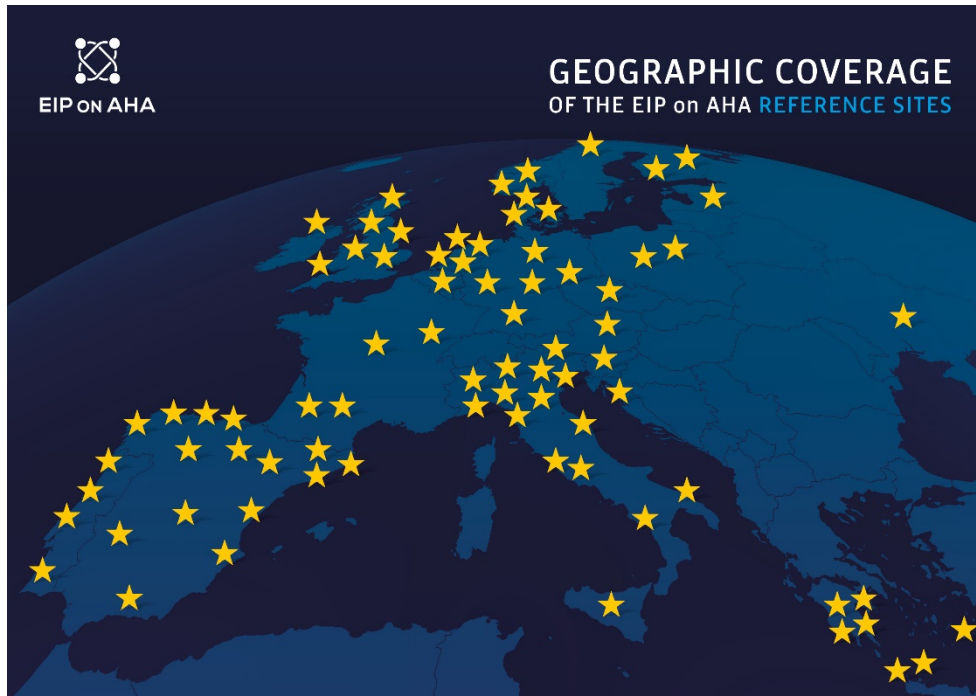 EIP ON AHA
GEOGRAPHIC COVERAGE
OF THE EIP on AHA REFERENCE SITES